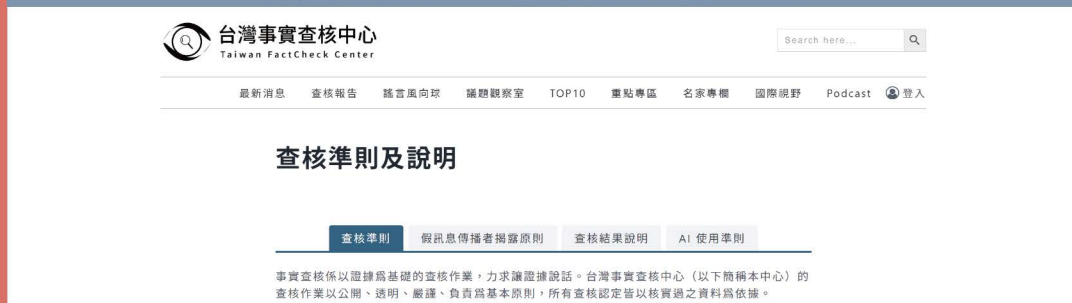 台灣事實查核中心
Taiwan FactCheck Center
Search here...
最新消息 查核報告 謠言風向球 議題觀察室 TOP10 重點專區 名家專欄 國際視野 Podcast 登入
查核準則及說明
查核準則 假訊息傳播者揭露原則 查核結果說明 AI 使用準則
事實查核係以證據爲基礎的查核作業，力求讓證據說話。台灣事實查核中心（以下簡稱本中心）的
查核作業以公開、透明、嚴謹、負責爲基本原則，所有查核認定皆以核實過之資料爲依據。